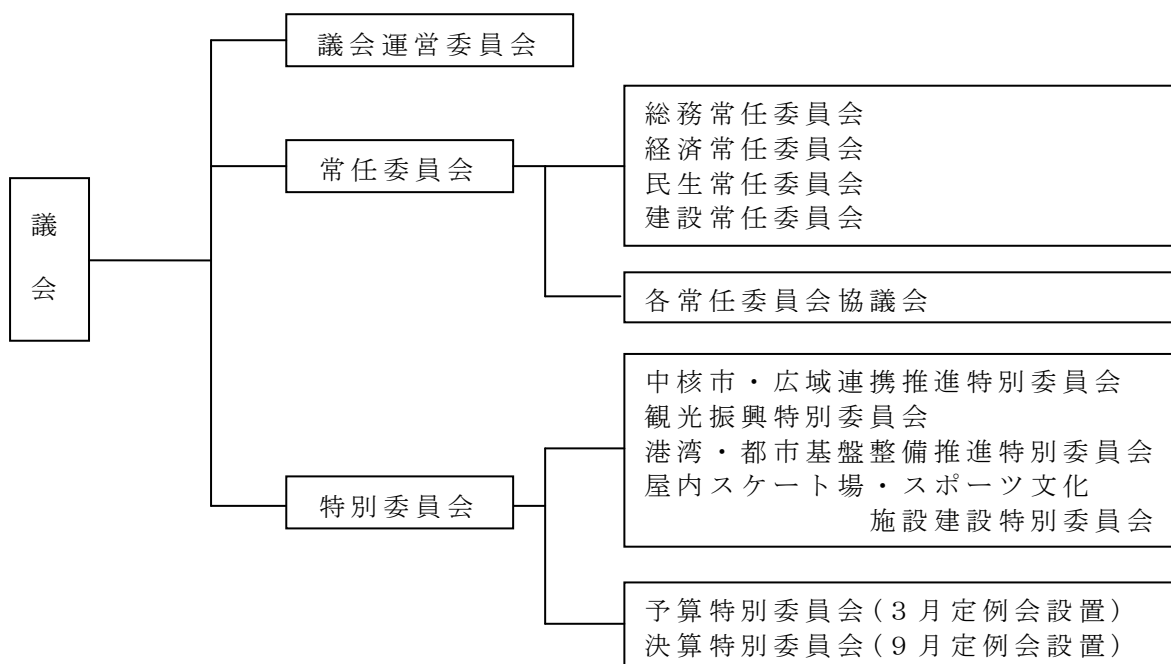 議会
議会運営委員会
常任委員会
総務常任委員会
経済常任委員会
民生常任委員会
建設常任委員会
各常任委員会協議会
特別委員会
中核市・広域連携推進特別委員会
観光振興特別委員会
港湾・都市基盤整備推進特別委員会
屋内スケート場・スポーツ文化
施設建設特別委員会
予算特別委員会(3月定例会設置)
決算特別委員会(9月定例会設置)